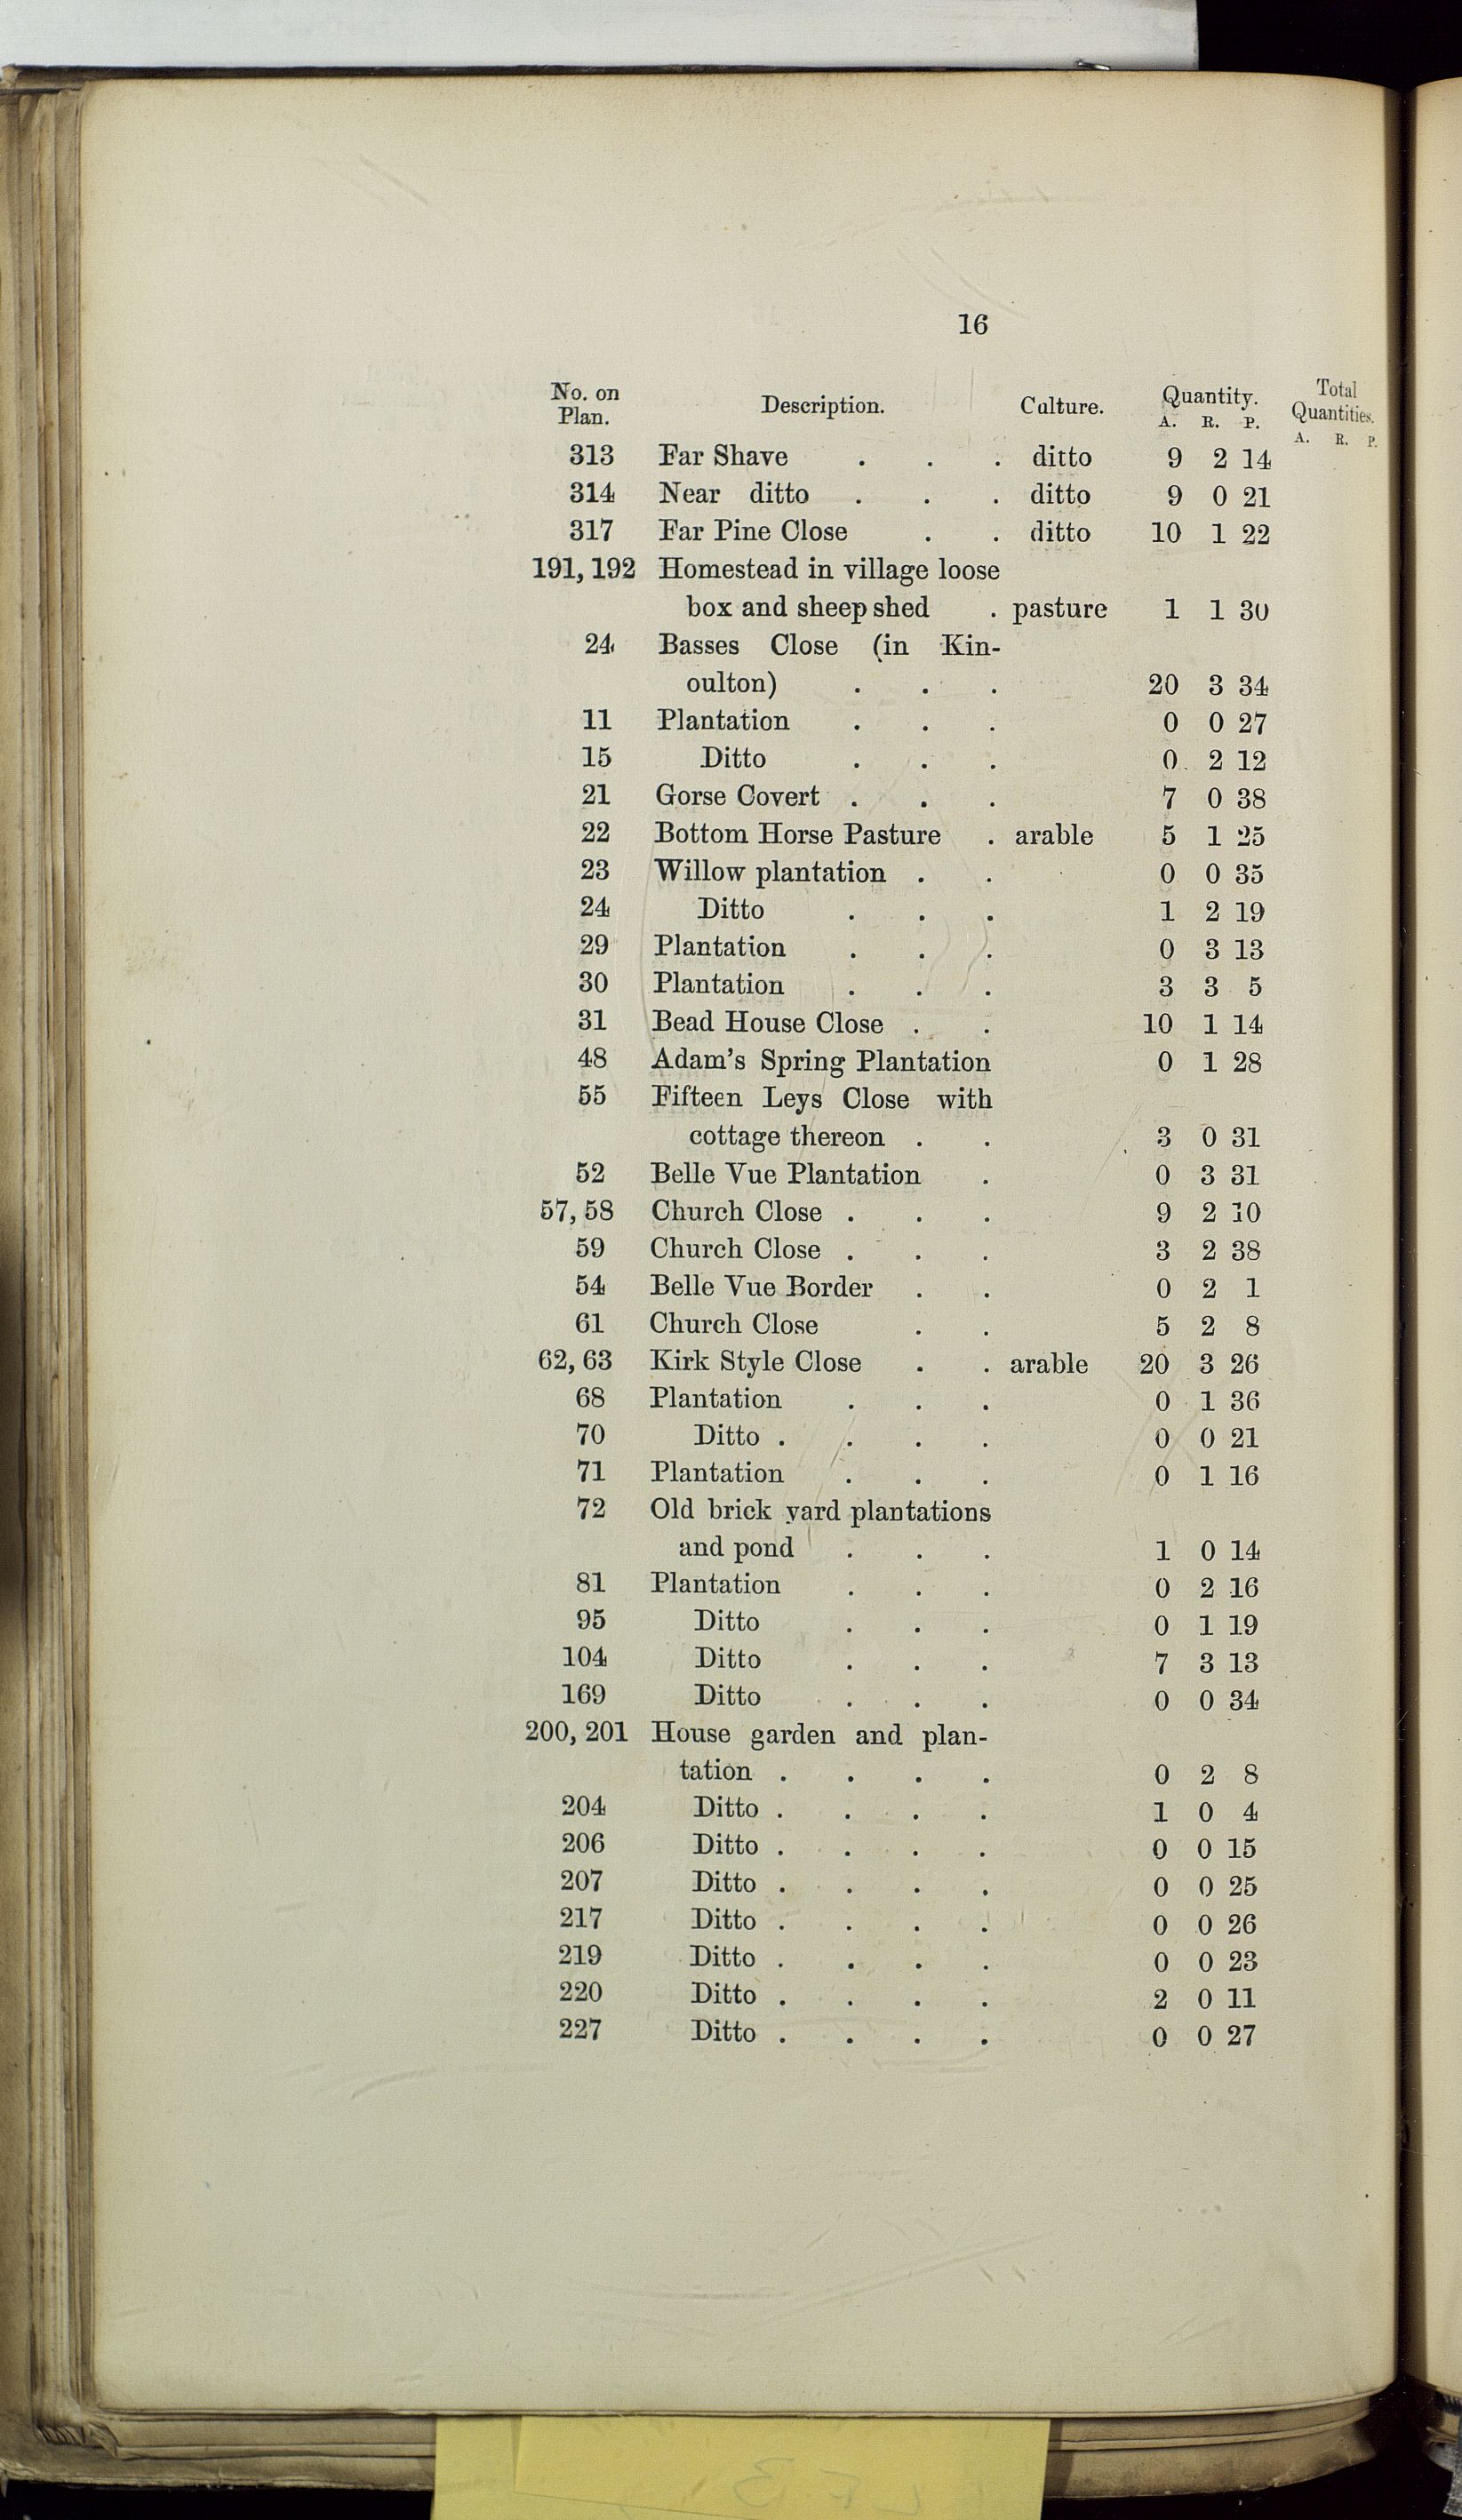 16
No. on Plan. Description. Culture. Quantity. Total Quantities.
A. R. P. A. R. P.
313 Far Shave . . . ditto 9 2 14
314 Near ditto . . . ditto 9 0 21
317 Far Pine Close . . ditto 10 1 22
191, 192 Homestead in village loose
box and sheep shed . pasture 1 1 30
24 Basses Close (in Kin-
oulton) . . . 20 3 34
11 Plantation . . . 0 0 27
15 Ditto . . . 0 2 12
21 Gorse Covert . . . 7 0 38
22 Bottom Horse Pasture . arable 5 1 25
23 Willow plantation . . 0 0 35
24 Ditto . . . 1 2 19
29 Plantation . . . 0 3 13
30 Plantation . . . 3 3 5
31 Bead House Close . . 10 1 14
48 Adam's Spring Plantation 0 1 28
55 Fifteen Leys Close with
cottage thereon . . 3 0 31
52 Belle Vue Plantation . 0 3 31
57, 58 Church Close . . . 9 2 10
59 Church Close . . . 3 2 38
54 Belle Vue Border . . 0 2 1
61 Church Close . . 5 2 8
62, 63 Kirk Style Close . . arable 20 3 26
68 Plantation . . . 0 1 36
70 Ditto . . . . 0 0 21
71 Plantation . . . 0 1 16
72 Old brick yard plantations
and pond . . . 1 0 14
81 Plantation . . . 0 2 16
95 Ditto . . . 0 1 19
104 Ditto . . . 7 3 13
169 Ditto . . . 0 0 34
200, 201 House garden and plan-
tation . . . . 0 2 8
204 Ditto . . . . 1 0 4
206 Ditto . . . . 0 0 15
207 Ditto . . . . 0 0 25
217 Ditto . . . . 0 0 26
219 Ditto . . . . 0 0 23
220 Ditto . . . . 2 0 11
227 Ditto . . . . 0 0 27